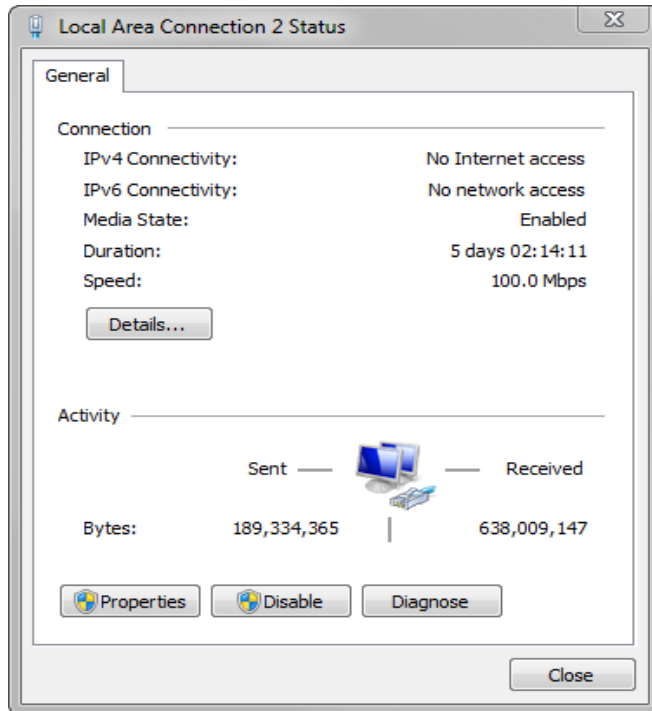 Local Area Connection 2 Status
General
Connection
IPv4 Connectivity: No Internet access
IPv6 Connectivity: No network access
Media State: Enabled
Duration: 5 days 02:14:11
Speed: 100.0 Mbps
Details...
Activity
Sent Received
Bytes: 189,334,365 638,009,147
Properties Disable Diagnose
Close